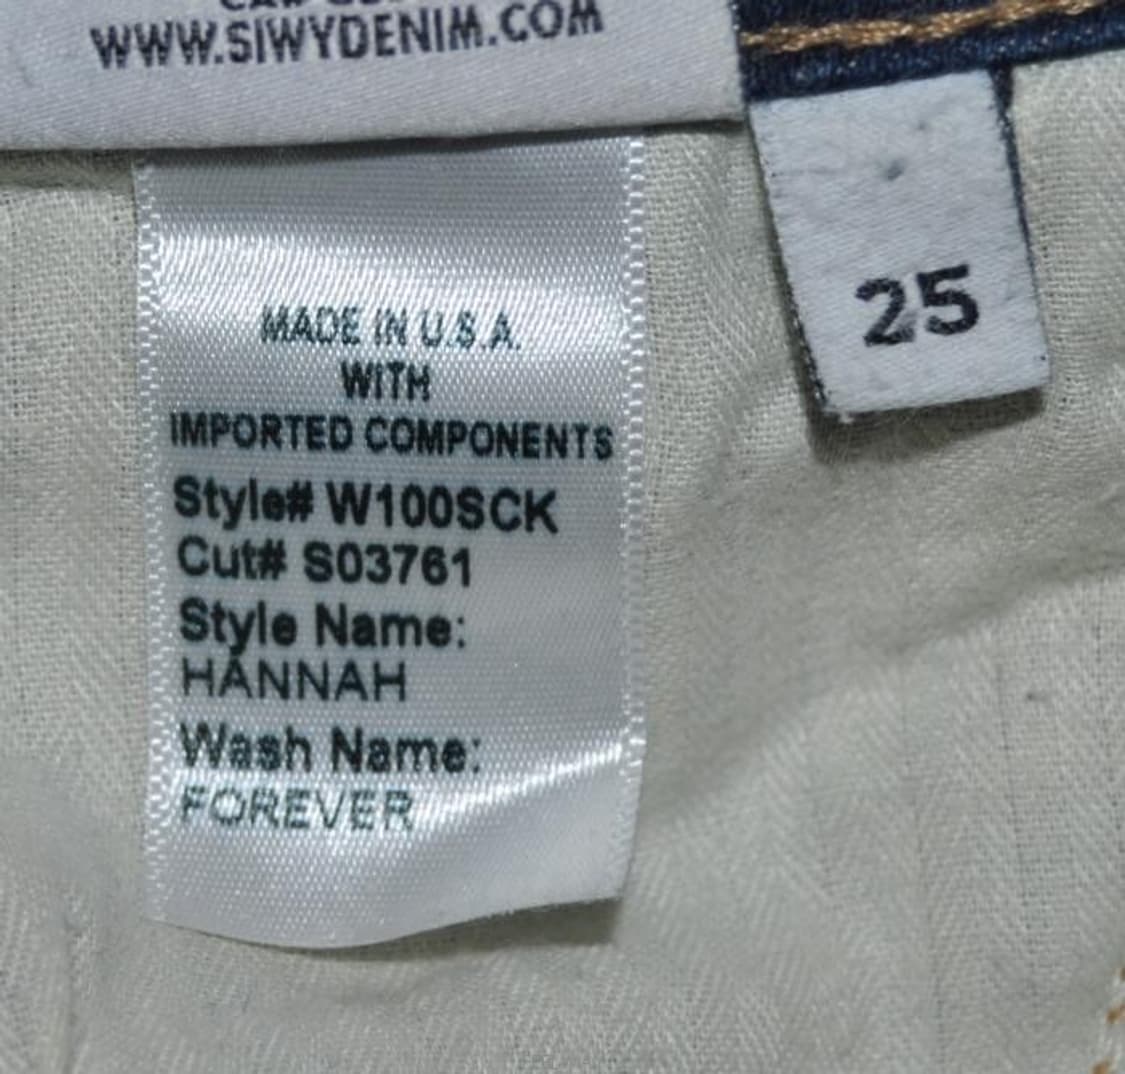 WWW.SIWYDENIM.COM
MADE IN U.S.A.
WITH
IMPORTED COMPONENTS
Style# W100SCK
Cut# S03761
Style Name:
HANNAH
Wash Name:
FOREVER
25